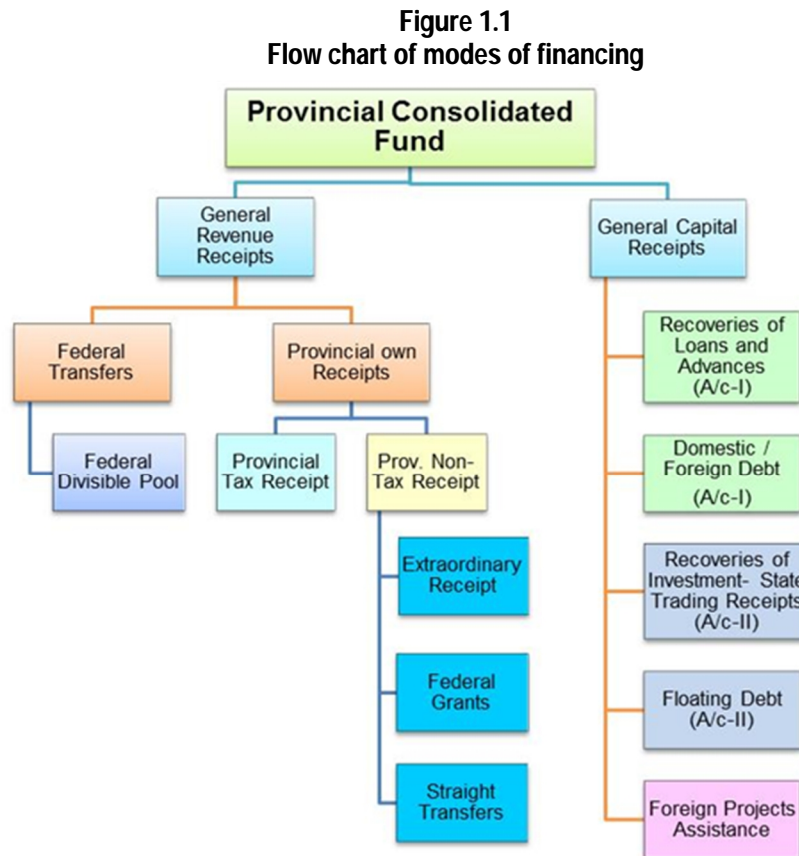 Figure 1.1
Flow chart of modes of financing
Provincial Consolidated
Fund
General
Revenue
Receipts
General Capital
Receipts
Federal
Transfers
Provincial own
Receipts
Federal
Divisible Pool
Provincial
Tax Receipt
Prov. Non-
Tax Receipt
Extraordinary
Receipt
Federal
Grants
Straight
Transfers
Recoveries of
Loans and
Advances
(A/c-I)
Domestic /
Foreign Debt
(A/c-I)
Recoveries of
Investment- State
Trading Receipts
(A/c-II)
Floating Debt
(A/c-II)
Foreign Projects
Assistance